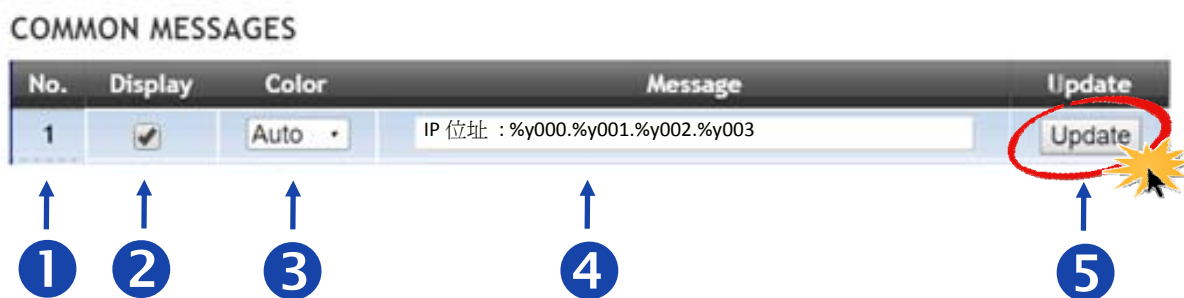 COMMON MESSAGES
No. Display Color Message Update
1 Auto IP 位址 : %y000.%y001.%y002.%y003 Update
1 2 3 4 5